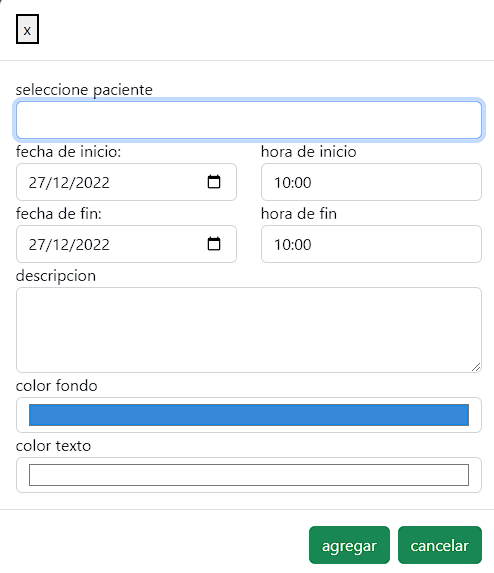 x
seleccione paciente
fecha de inicio: hora de inicio
27/12/2022 10:00
fecha de fin: hora de fin
27/12/2022 10:00
descripcion
color fondo
color texto
agregar cancelar